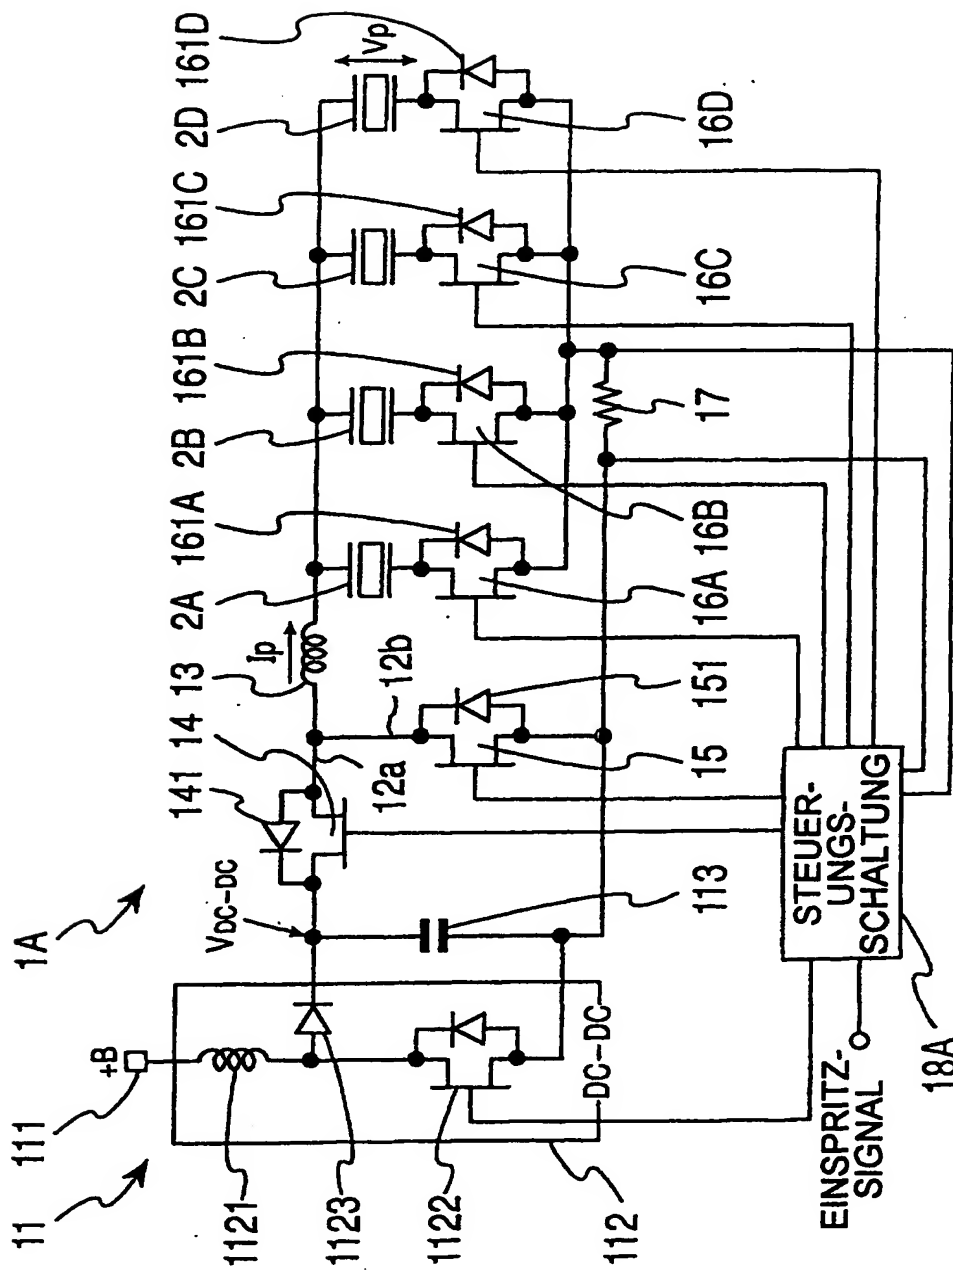 11
111
+B
1A
141
14
13
Ip
2A
161A
2B
161B
2C
161C
2D
161D
Vp
VDC-DC
12a
12b
1121
1123
1122
112
DC-DC
113
15
151
16A
16B
17
16C
16D
EINSPRITZ-
SIGNAL
18A
STEUER-
UNGS-
SCHALTUNG